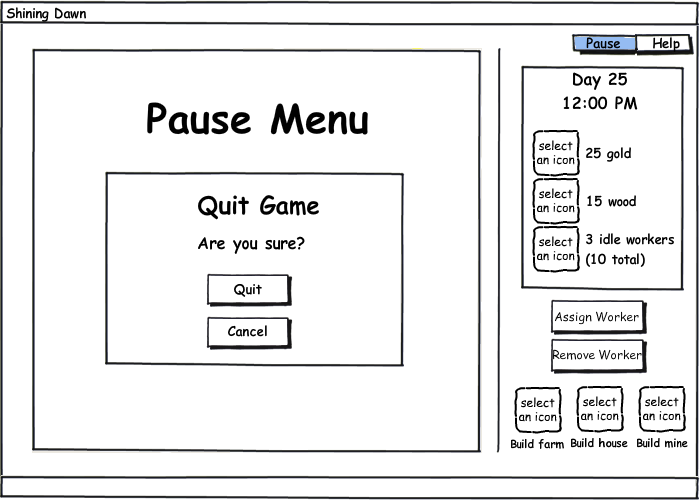 Shining Dawn
Pause
Help
Pause Menu
Quit Game
Are you sure?
Quit
Cancel
Day 25
12:00 PM
select
an icon
25 gold
select
an icon
15 wood
select
an icon
3 idle workers
(10 total)
Assign Worker
Remove Worker
select
an icon
Build farm
select
an icon
Build house
select
an icon
Build mine